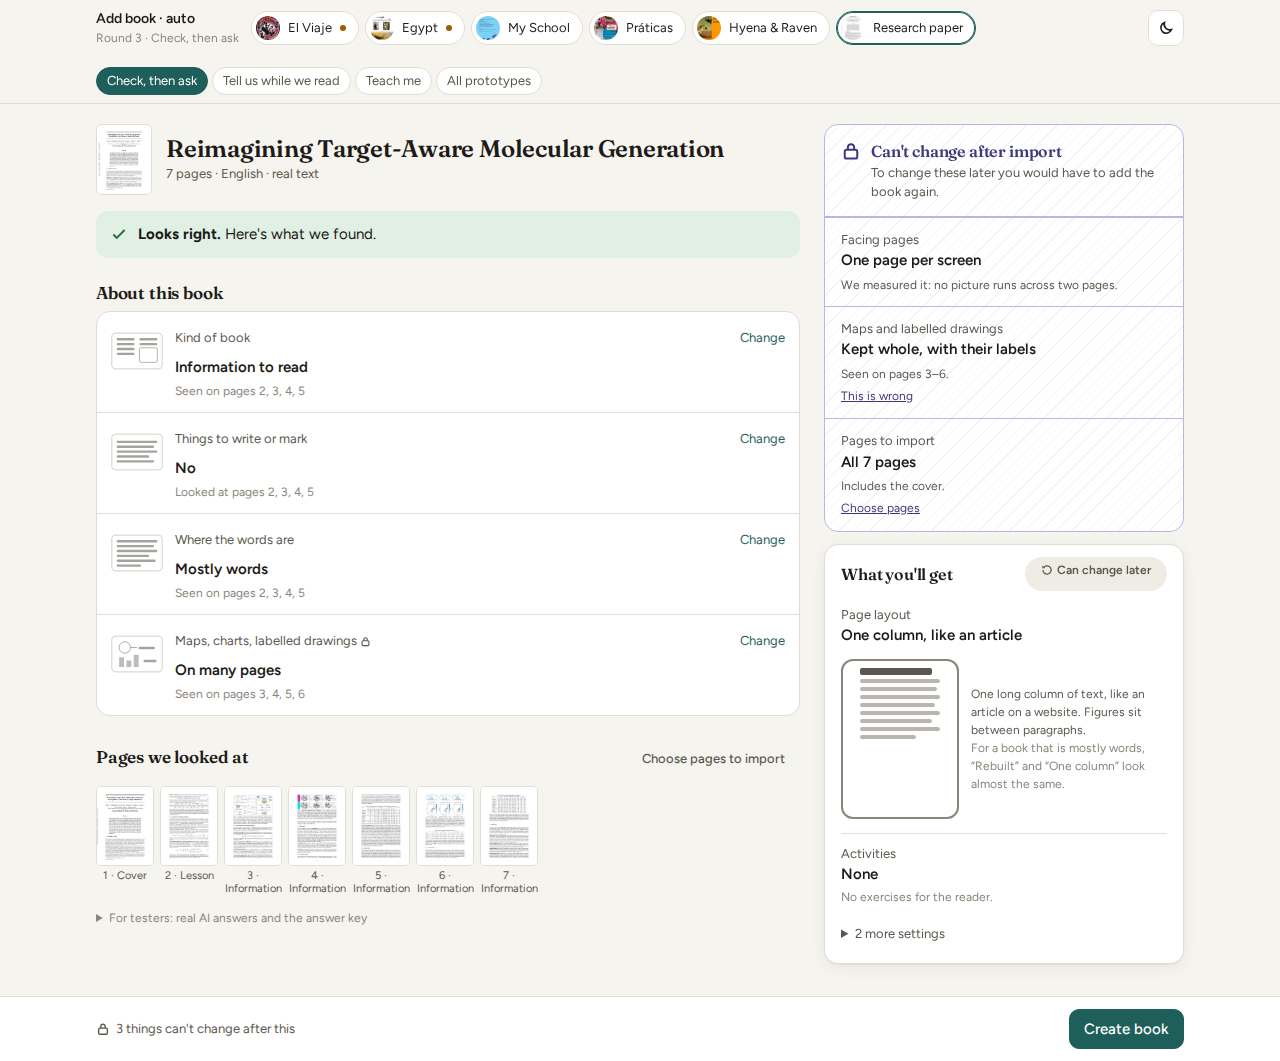 Add book · auto
Round 3 · Check, then ask
El Viaje
Egypt
My School
Práticas
Hyena & Raven
Research paper
Check, then ask
Tell us while we read
Teach me
All prototypes
Reimagining Target-Aware Molecular Generation
7 pages · English · real text
Looks right. Here's what we found.
About this book
Kind of book
Change
Information to read
Seen on pages 2, 3, 4, 5
Things to write or mark
Change
No
Looked at pages 2, 3, 4, 5
Where the words are
Change
Mostly words
Seen on pages 2, 3, 4, 5
Maps, charts, labelled drawings
Change
On many pages
Seen on pages 3, 4, 5, 6
Pages we looked at
Choose pages to import
1 · Cover
2 · Lesson
3 · Information
4 · Information
5 · Information
6 · Information
7 · Information
For testers: real AI answers and the answer key
Can't change after import
To change these later you would have to add the
book again.
Facing pages
One page per screen
We measured it: no picture runs across two pages.
Maps and labelled drawings
Kept whole, with their labels
Seen on pages 3–6.
This is wrong
Pages to import
All 7 pages
Includes the cover.
Choose pages
What you'll get
Can change later
Page layout
One column, like an article
One long column of text, like an
article on a website. Figures sit
between paragraphs.
For a book that is mostly words,
“Rebuilt” and “One column” look
almost the same.
Activities
None
No exercises for the reader.
2 more settings
3 things can't change after this
Create book